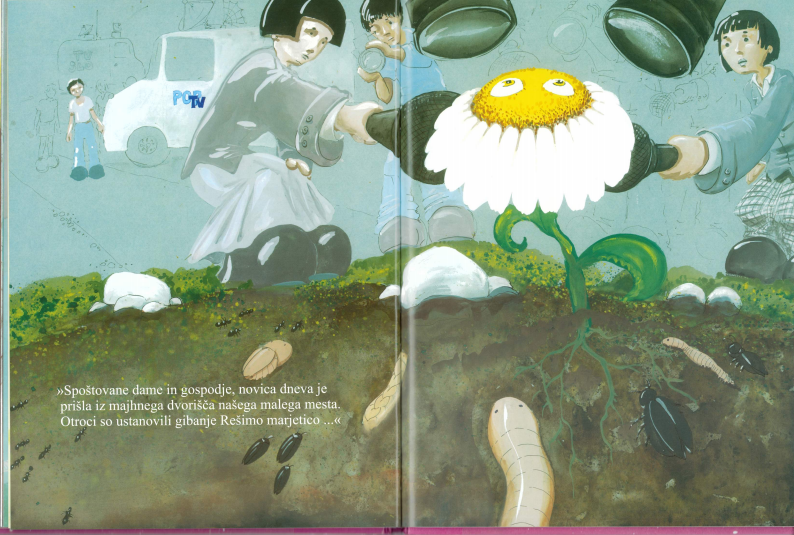 POP
TV
»Spoštovane dame in gospodje, novica dneva je
prišla iz majhnega dvorišča našega malega mesta.
Otroci so ustanovili gibanje Rešimo marjetico ...«